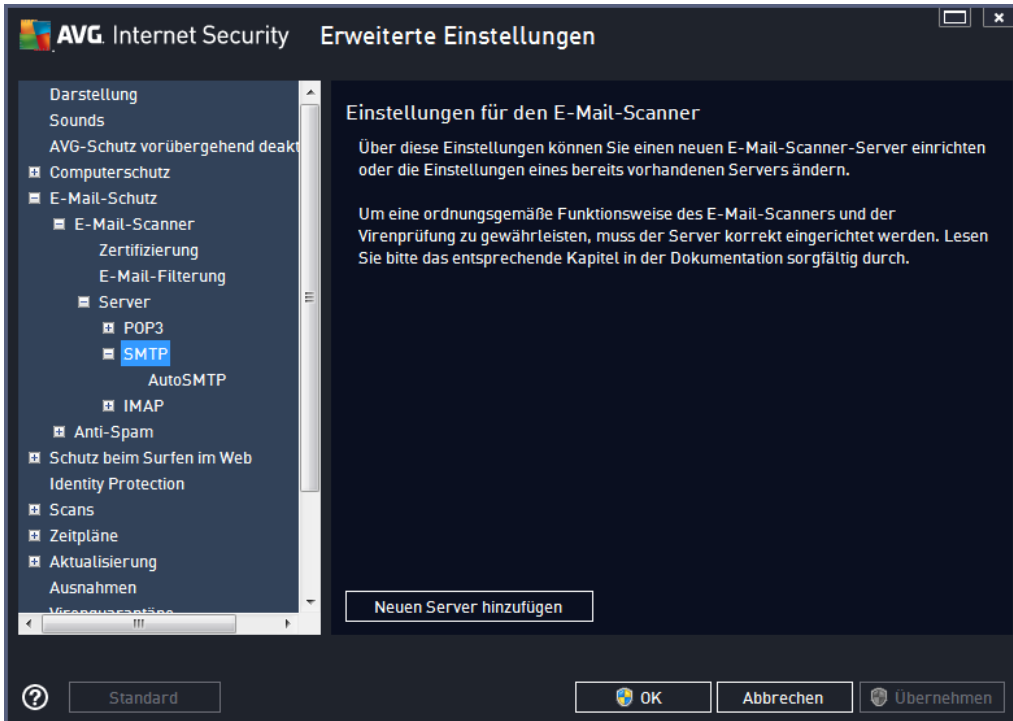 AVG. Internet Security Erweiterte Einstellungen
Darstellung
Sounds
AVG-Schutz vorübergehend deakt
Computerschutz
E-Mail-Schutz
E-Mail-Scanner
Zertifizierung
E-Mail-Filterung
Server
POP3
SMTP
AutoSMTP
IMAP
Anti-Spam
Schutz beim Surfen im Web
Identity Protection
Scans
Zeitpläne
Aktualisierung
Ausnahmen
Virenquarantäne
Einstellungen für den E-Mail-Scanner
Über diese Einstellungen können Sie einen neuen E-Mail-Scanner-Server einrichten
oder die Einstellungen eines bereits vorhandenen Servers ändern.
Um eine ordnungsgemäße Funktionsweise des E-Mail-Scanners und der
Virenprüfung zu gewährleisten, muss der Server korrekt eingerichtet werden. Lesen
Sie bitte das entsprechende Kapitel in der Dokumentation sorgfältig durch.
Neuen Server hinzufügen
Standard
OK
Abbrechen
Übernehmen